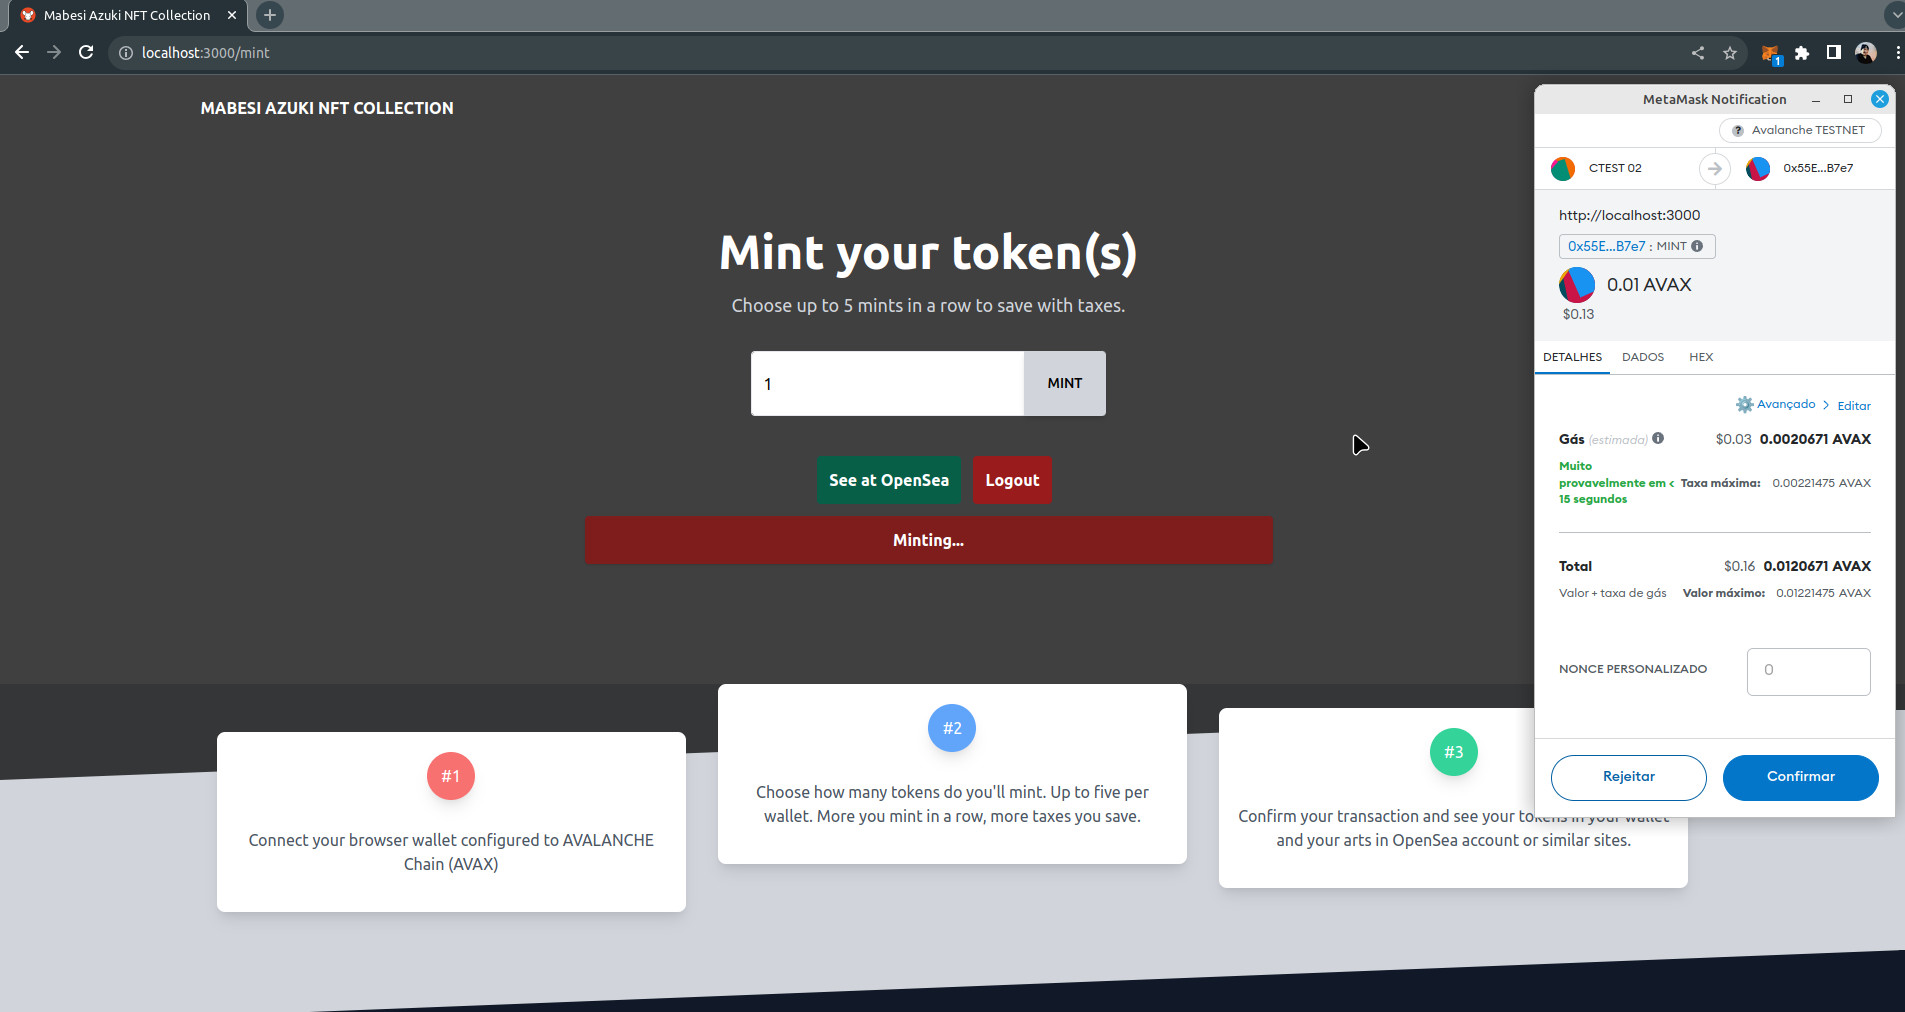 Mabesi Azuki NFT Collection
localhost:3000/mint
1
MABESI AZUKI NFT COLLECTION
Mint your token(s)
Choose up to 5 mints in a row to save with taxes.
1
MINT
See at OpenSea
Logout
Minting...
#1
Connect your browser wallet configured to AVALANCHE
Chain (AVAX)
#2
Choose how many tokens do you'll mint. Up to five per
wallet. More you mint in a row, more taxes you save.
#3
Confirm your transaction and see your tokens in your wallet
and your arts in OpenSea account or similar sites.
MetaMask Notification
Avalanche TESTNET
CTEST 02
0x55E...B7e7
http://localhost:3000
0x55E...B7e7 : MINT
0.01 AVAX
$0.13
DETALHES DADOS HEX
Avançado > Editar
Gás (estimada) $0.03 0.0020671 AVAX
Muito
provavelmente em < Taxa máxima: 0.00221475 AVAX
15 segundos
Total $0.16 0.0120671 AVAX
Valor + taxa de gás Valor máximo: 0.01221475 AVAX
NONCE PERSONALIZADO 0
Rejeitar Confirmar